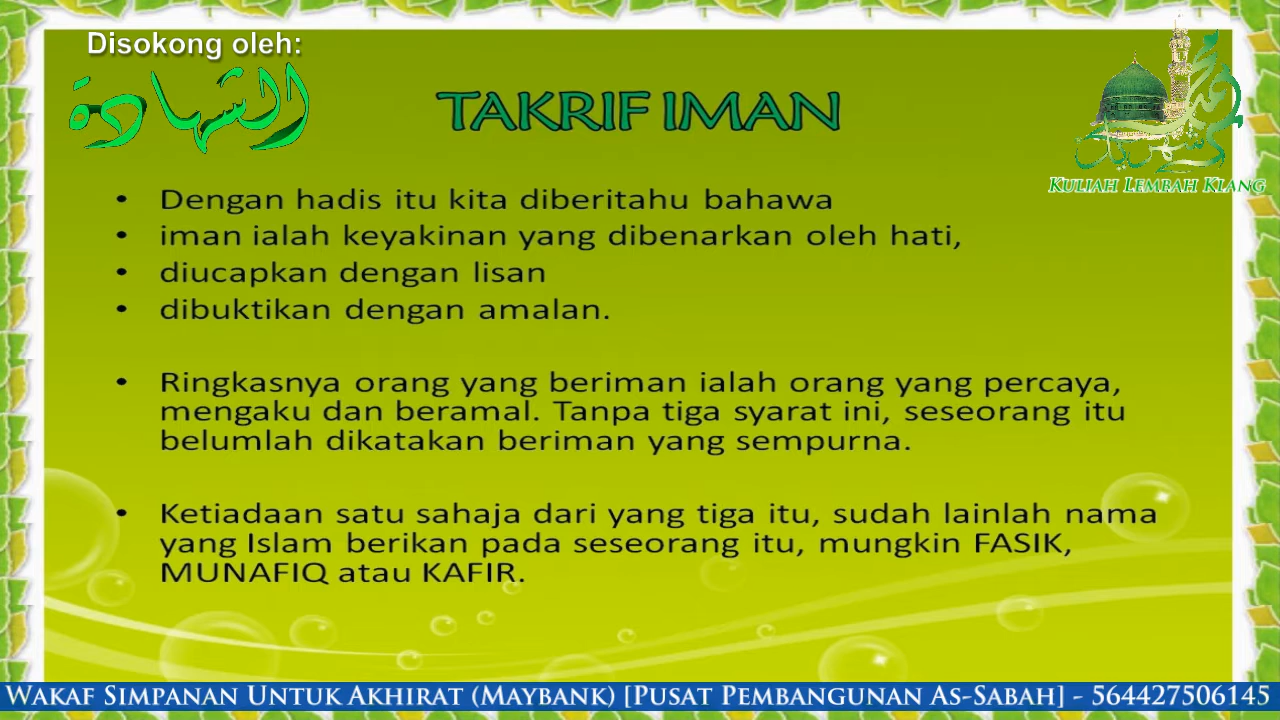 Disokong oleh:
الشهادة
TAKRIF IMAN
KULIAH LEMBAH KLANG
• Dengan hadis itu kita diberitahu bahawa
• iman ialah keyakinan yang dibenarkan oleh hati,
• diucapkan dengan lisan
• dibuktikan dengan amalan.
• Ringkasnya orang yang beriman ialah orang yang percaya,
mengaku dan beramal. Tanpa tiga syarat ini, seseorang itu
belumlah dikatakan beriman yang sempurna.
• Ketiadaan satu sahaja dari yang tiga itu, sudah lainlah nama
yang Islam berikan pada seseorang itu, mungkin FASIK,
MUNAFIQ atau KAFIR.
WAKAF SIMPANAN UNTUK AKHIRAT (MAYBANK) [PUSAT PEMBANGUNAN AS-SABAH] - 564427506145